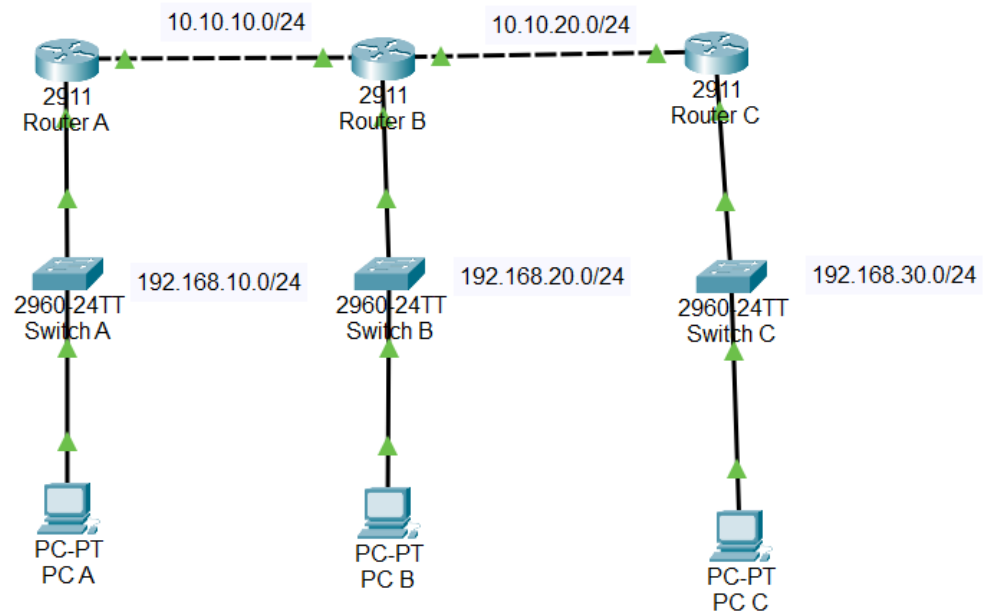 10.10.10.0/24
10.10.20.0/24
2911
Router A
2911
Router B
2911
Router C
192.168.10.0/24
192.168.20.0/24
192.168.30.0/24
2960-24TT
Switch A
2960-24TT
Switch B
2960-24TT
Switch C
PC-PT
PC A
PC-PT
PC B
PC-PT
PC C